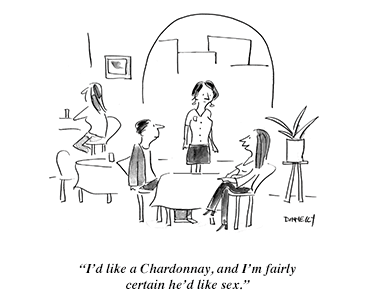 DONNELLY
“I’d like a Chardonnay, and I’m fairly
certain he’d like sex.”